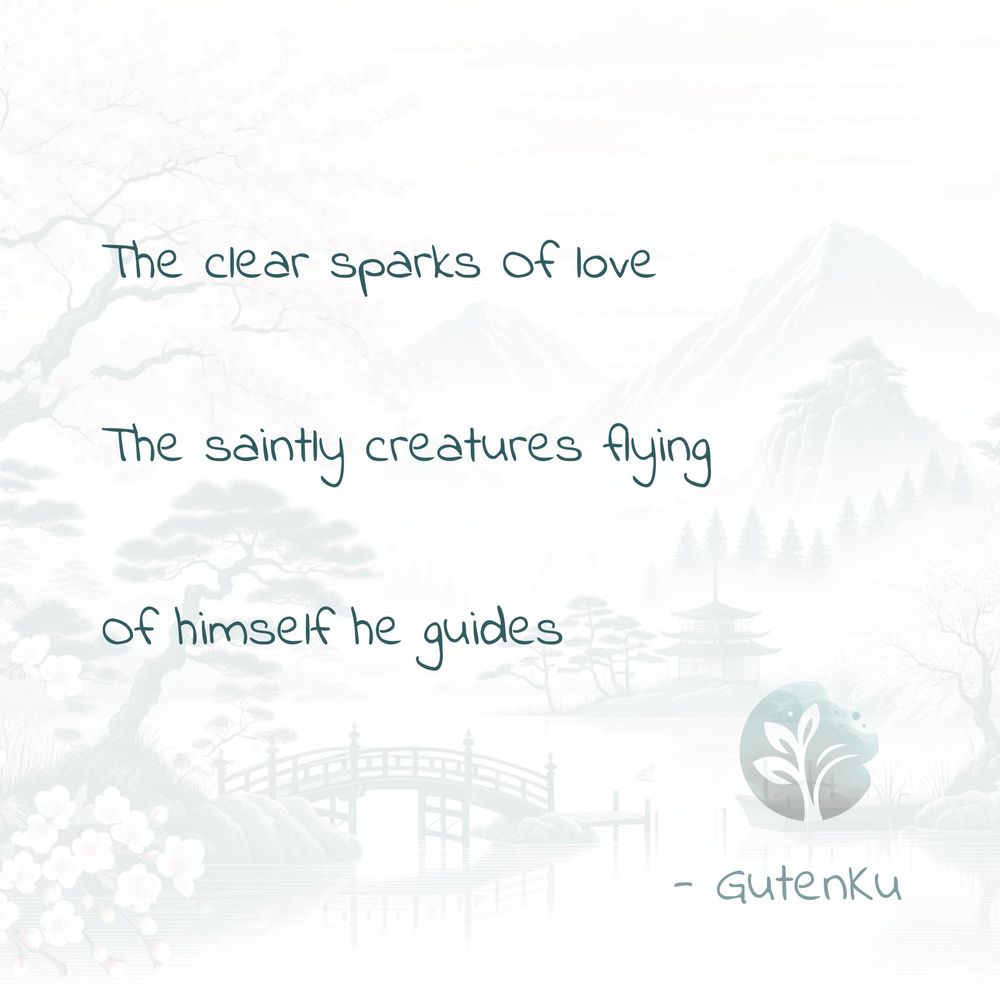 The clear sparks of love
The saintly creatures flying
of himself he guides
- GutenKu